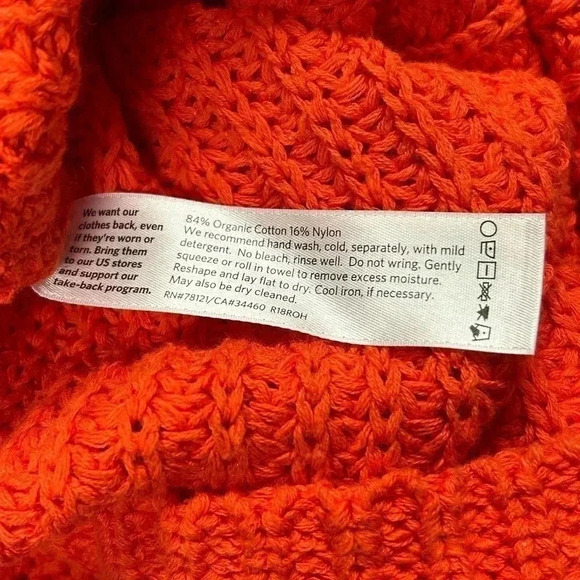 We want our
clothes back, even
if they're worn or
torn. Bring them
to our US stores
and support our
take-back program.
84% Organic Cotton 16% Nylon
We recommend hand wash, cold, separately, with mild
detergent. No bleach, rinse well. Do not wring. Gently
squeeze or roll in towel to remove excess moisture.
Reshape and lay flat to dry. Cool iron, if necessary.
May also be dry cleaned.
RN#78121/CA#34460 R18ROH